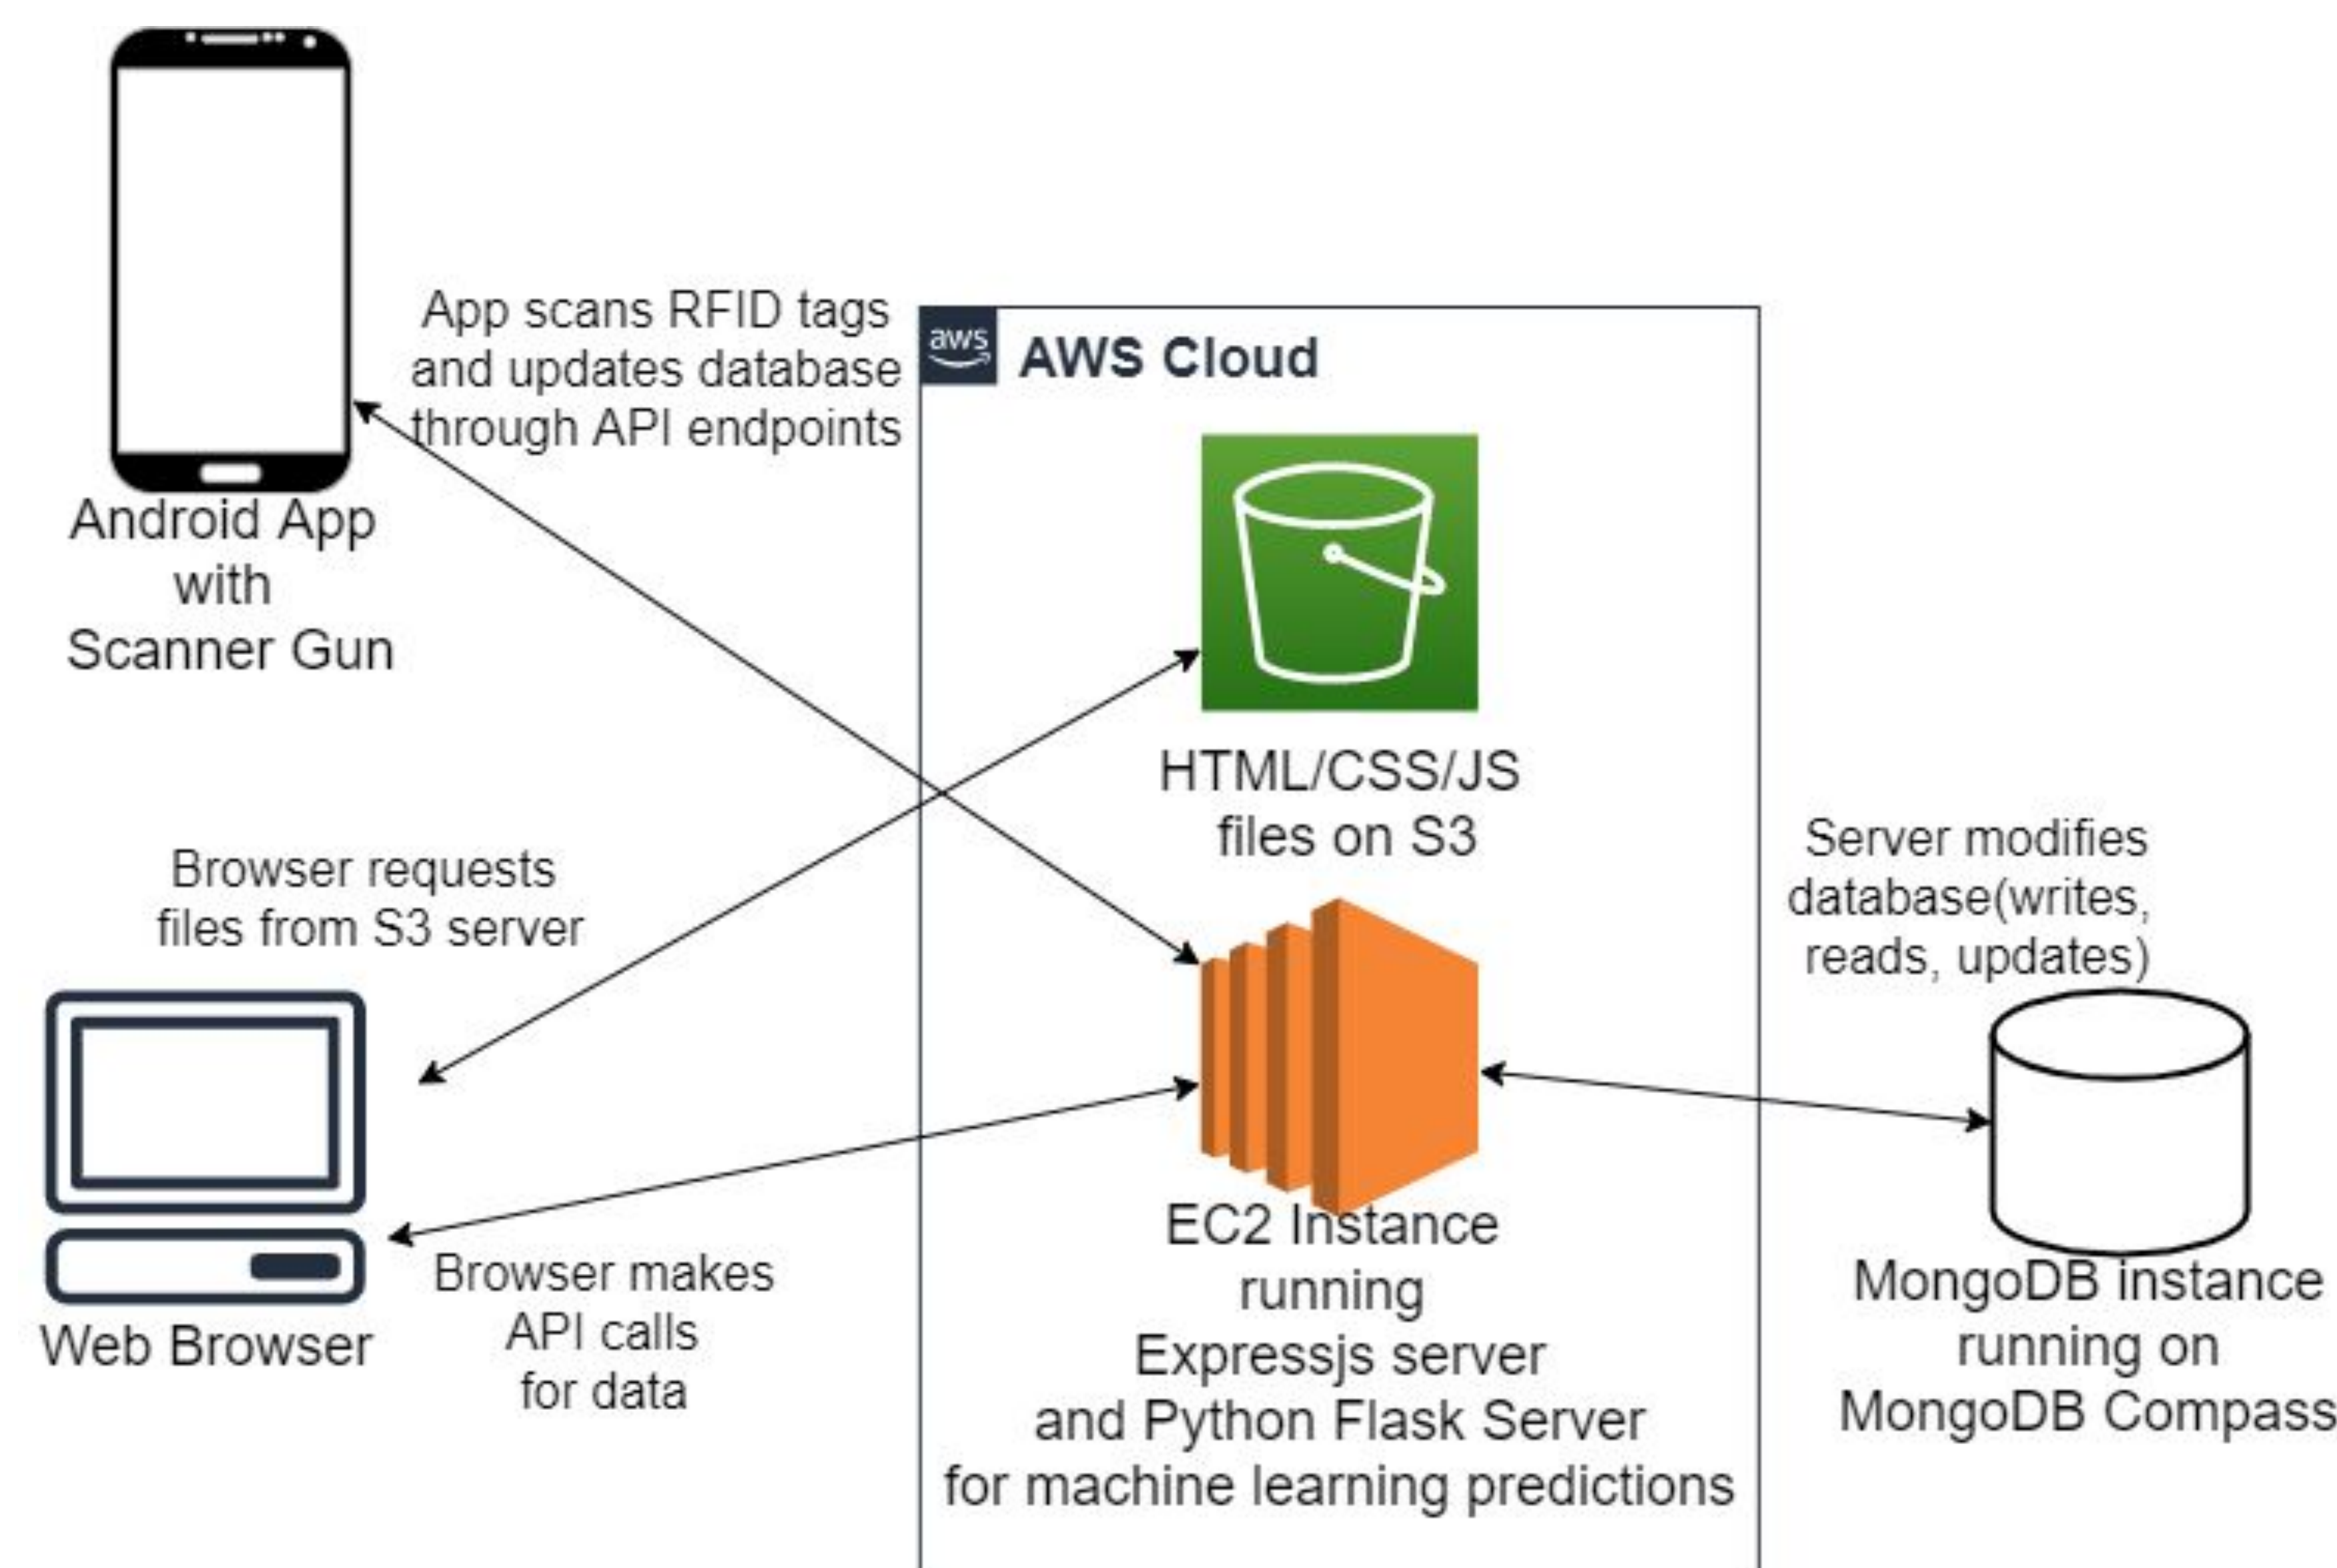 App scans RFID tags
and updates database
through API endpoints
aws
AWS Cloud
Android App
with
Scanner Gun
HTML/CSS/JS
files on S3
Browser requests
files from S3 server
Server modifies
database(writes,
reads, updates)
Web Browser
Browser makes
API calls
for data
EC2 Instance
running
Expressjs server
and Python Flask Server
for machine learning predictions
MongoDB instance
running on
MongoDB Compass